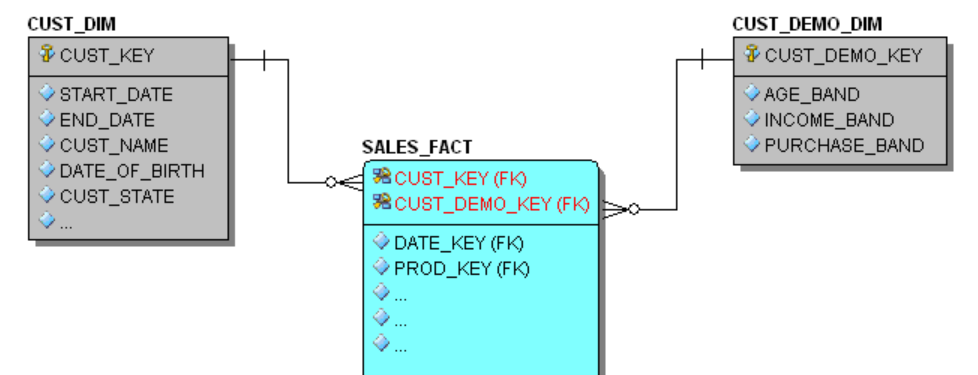 CUST_DIM
CUST_KEY
START_DATE
END_DATE
CUST_NAME
DATE_OF_BIRTH
CUST_STATE
...
SALES_FACT
CUST_KEY (FK)
CUST_DEMO_KEY (FK)
DATE_KEY (FK)
PROD_KEY (FK)
...
...
...
CUST_DEMO_DIM
CUST_DEMO_KEY
AGE_BAND
INCOME_BAND
PURCHASE_BAND